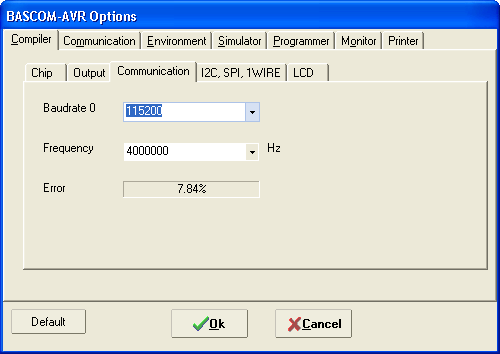 BASCOM-AVR Options
Compiler Communication Environment Simulator Programmer Monitor Printer
Chip Output Communication I2C, SPI, 1WIRE LCD
Baudrate 0 115200
Frequency 4000000 Hz
Error 7.84%
Default Ok Cancel